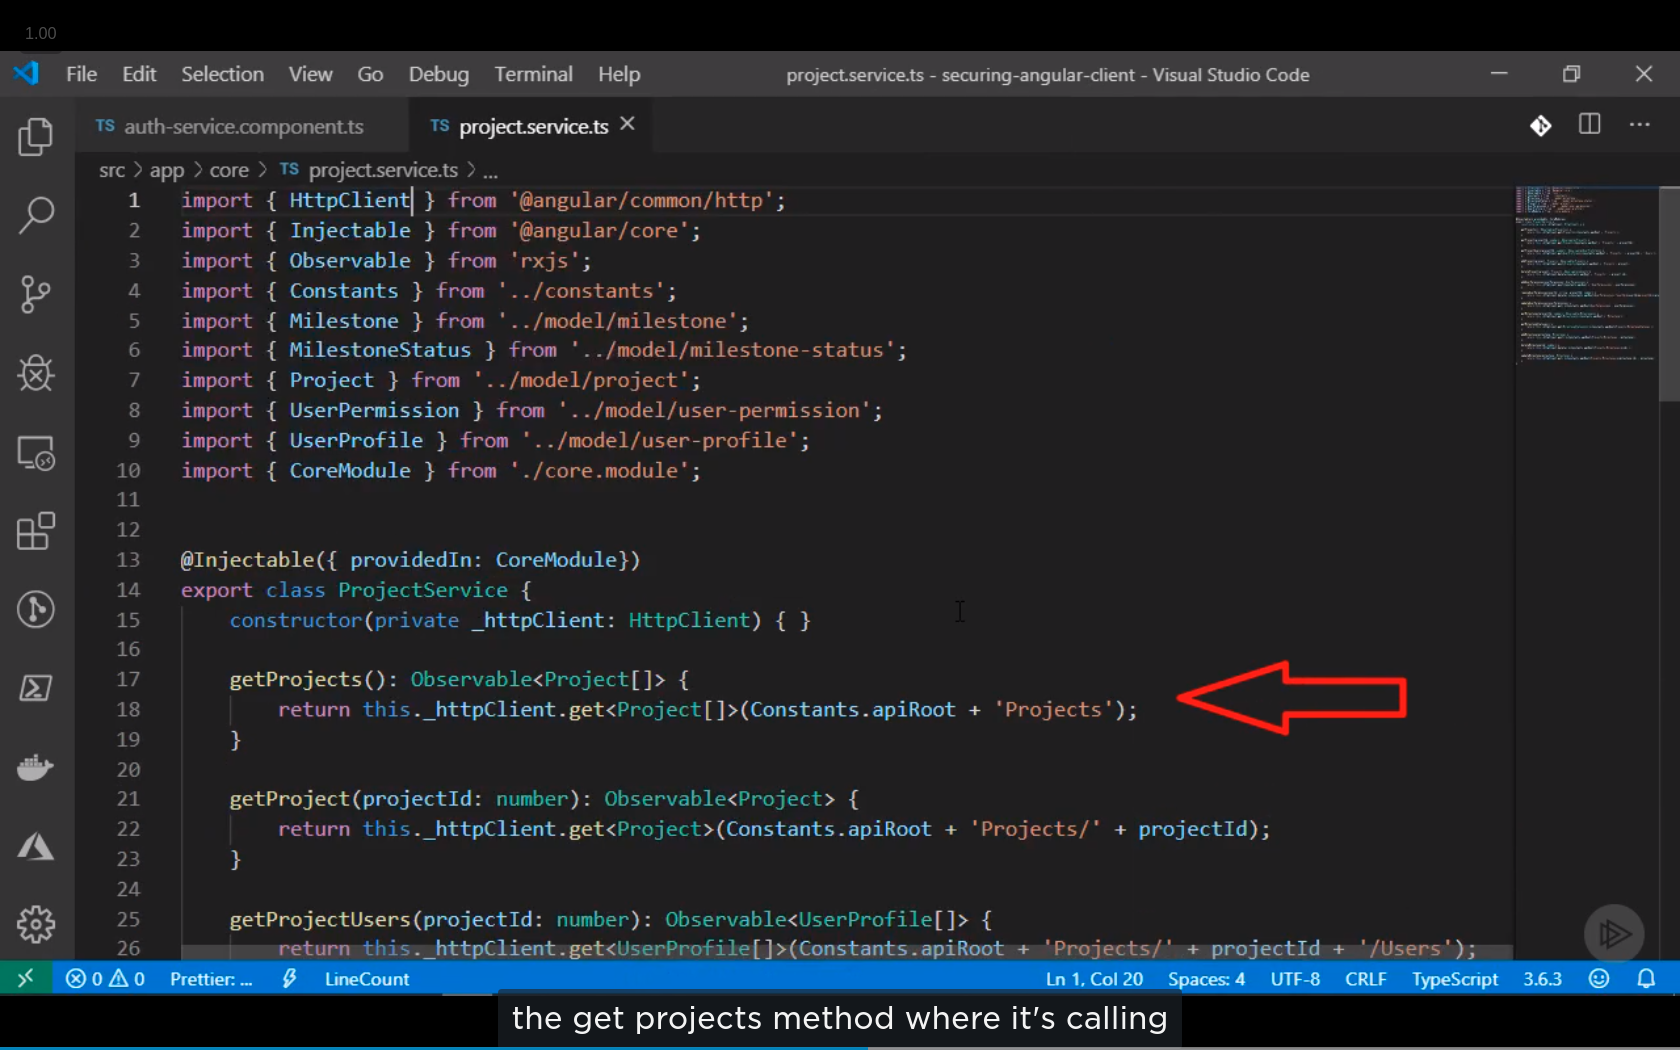 1.00
File Edit Selection View Go Debug Terminal Help project.service.ts - securing-angular-client - Visual Studio Code
TS auth-service.component.ts TS project.service.ts
src > app > core > TS project.service.ts > ...
1 import { HttpClient } from '@angular/common/http';
2 import { Injectable } from '@angular/core';
3 import { Observable } from 'rxjs';
4 import { Constants } from '../constants';
5 import { Milestone } from '../model/milestone';
6 import { MilestoneStatus } from '../model/milestone-status';
7 import { Project } from '../model/project';
8 import { UserPermission } from '../model/user-permission';
9 import { UserProfile } from '../model/user-profile';
10 import { CoreModule } from './core.module';
11
12
13 @Injectable({ providedIn: CoreModule})
14 export class ProjectService {
15 constructor(private _httpClient: HttpClient) { }
16
17 getProjects(): Observable<Project[]> {
18 return this._httpClient.get<Project[]>(Constants.apiRoot + 'Projects');
19 }
20
21 getProject(projectId: number): Observable<Project> {
22 return this._httpClient.get<Project>(Constants.apiRoot + 'Projects/' + projectId);
23 }
24
25 getProjectUsers(projectId: number): Observable<UserProfile[]> {
26 return this._httpClient.get<UserProfile[]>(Constants.apiRoot + 'Projects/' + projectId + '/Users');
0 0 Prettier: ... LineCount Ln 1, Col 20 Spaces: 4 UTF-8 CRLF TypeScript 3.6.3
the get projects method where it's calling